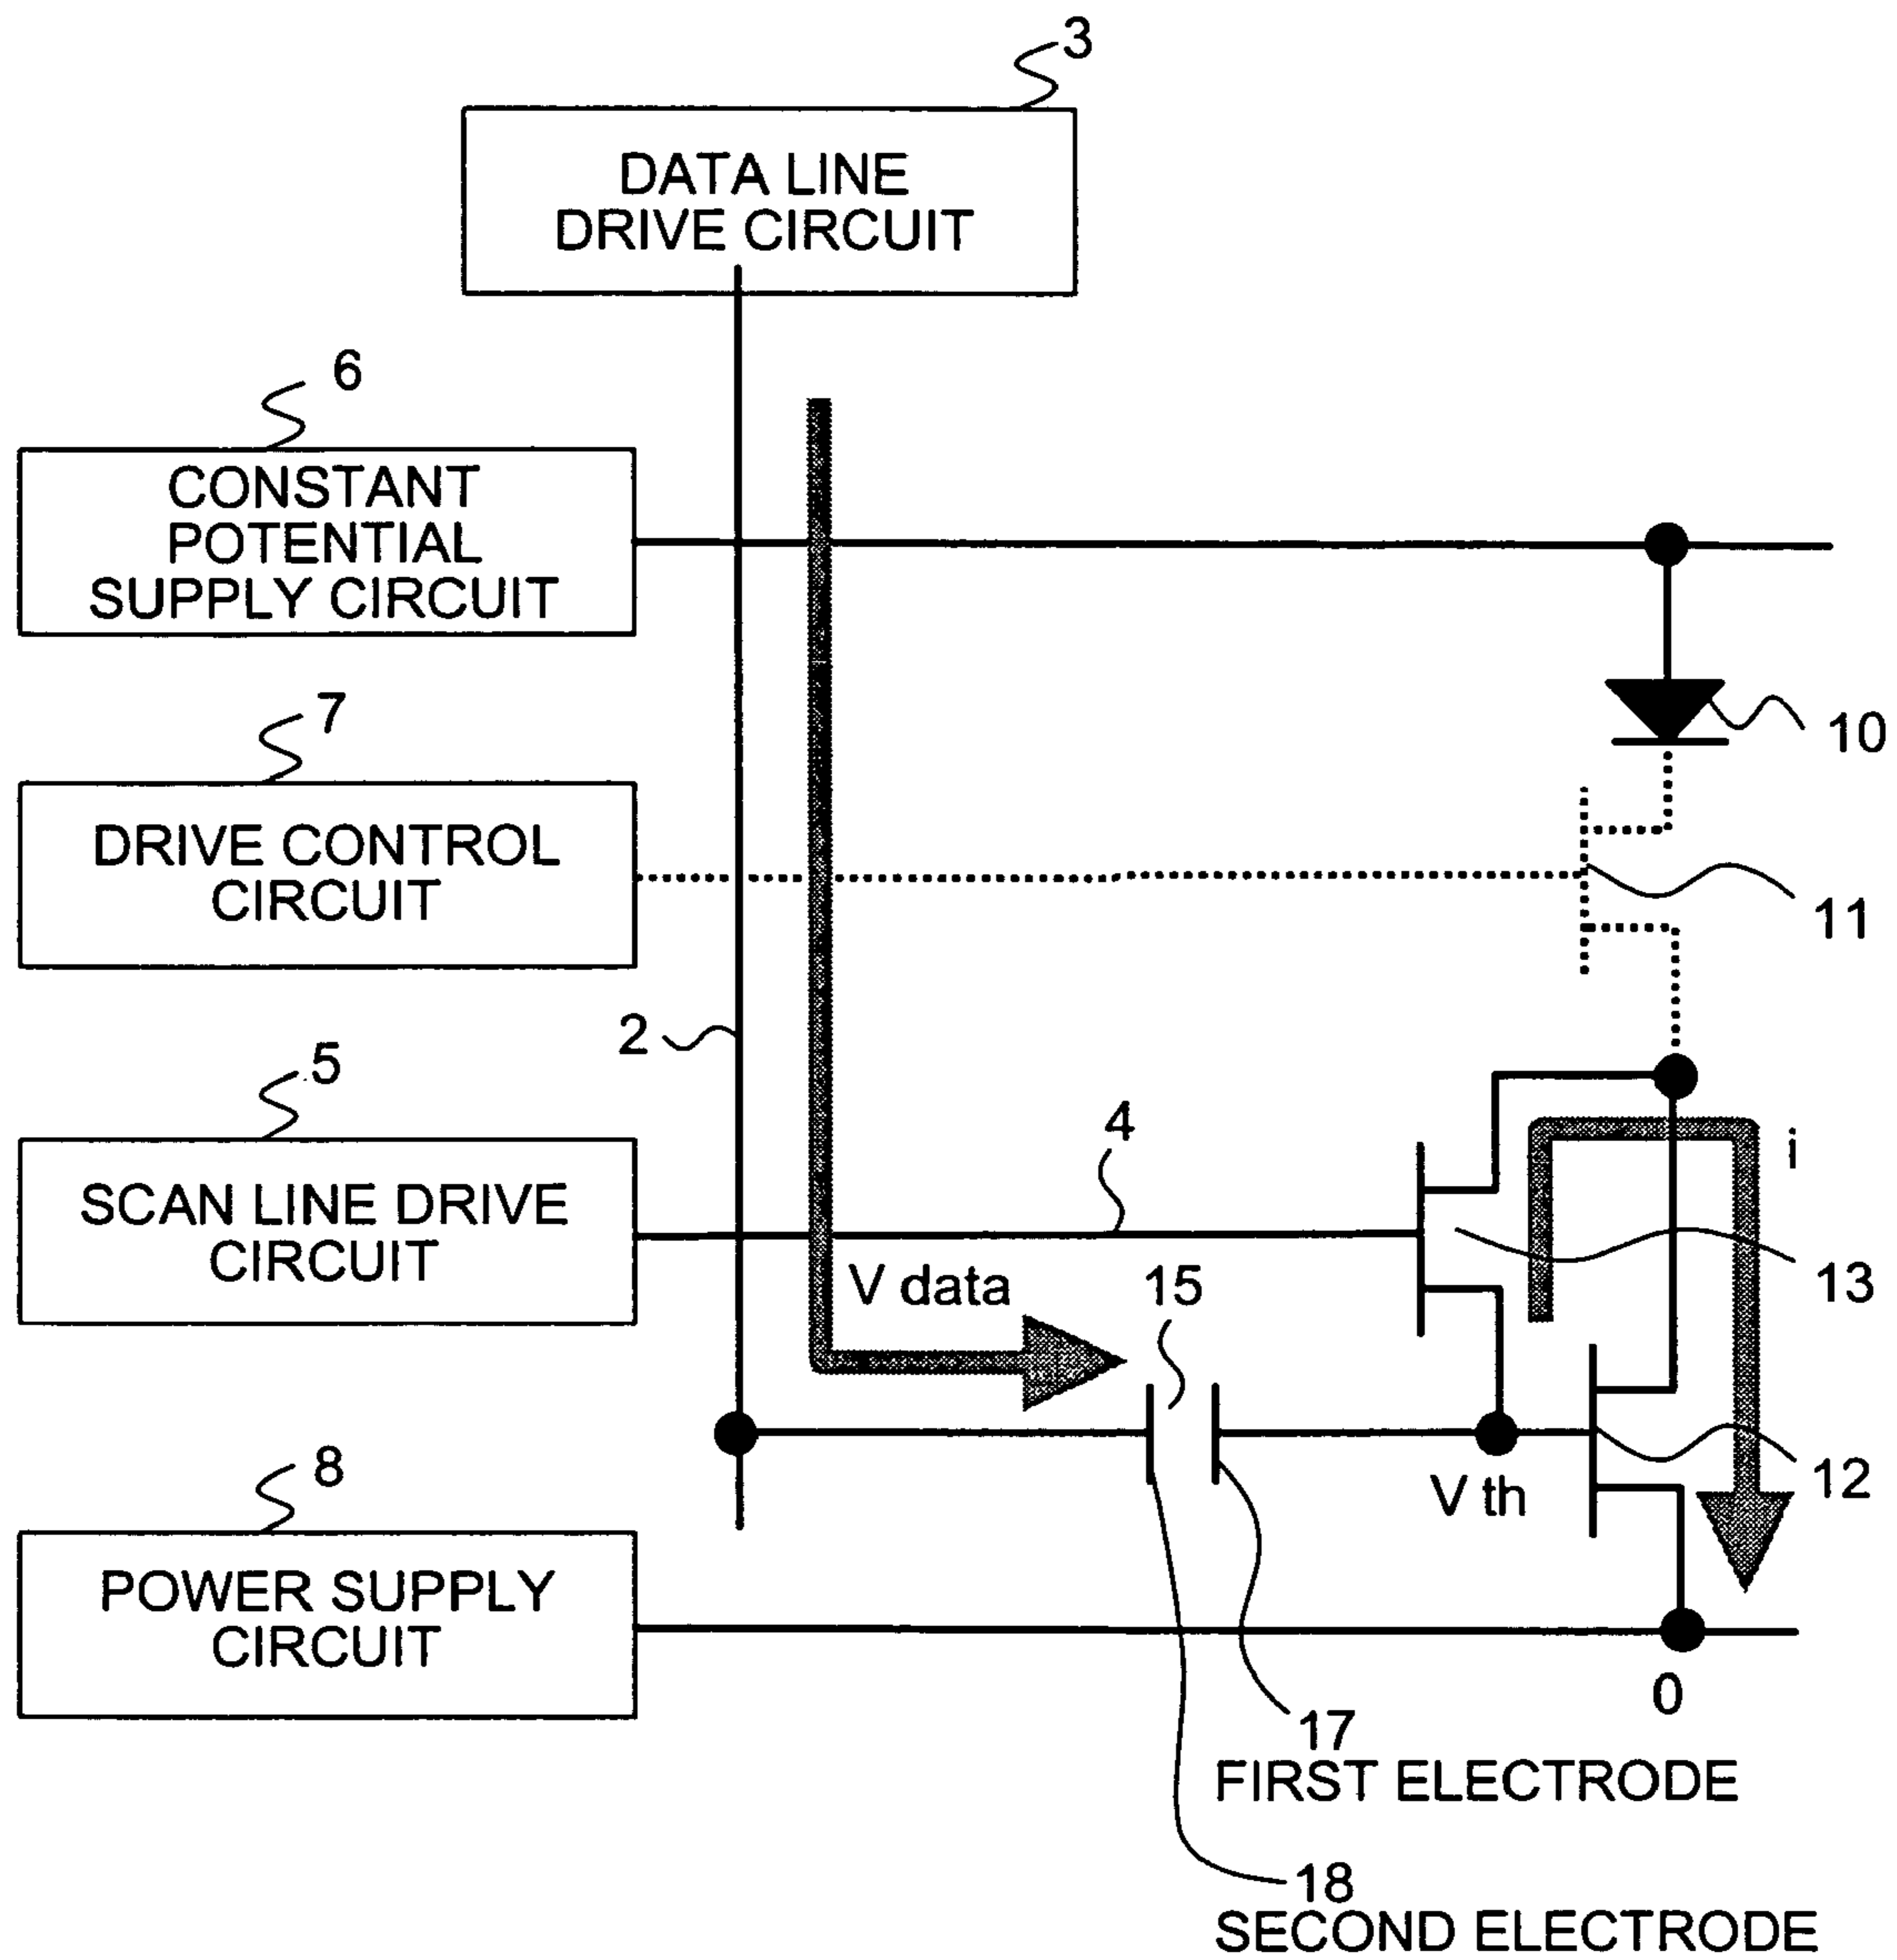 3
DATA LINE
DRIVE CIRCUIT
6
CONSTANT
POTENTIAL
SUPPLY CIRCUIT
7
10
DRIVE CONTROL
CIRCUIT
11
2
5
4
i
SCAN LINE DRIVE
CIRCUIT
V data
15
13
8
V th
12
POWER SUPPLY
CIRCUIT
0
17
FIRST ELECTRODE
18
SECOND ELECTRODE